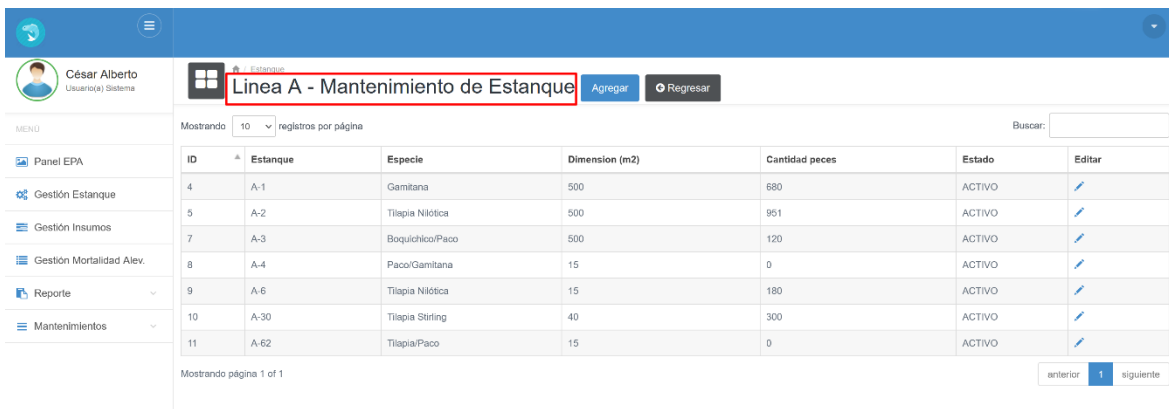 César Alberto
Usuario(a) Sistema
/ Estanque
Linea A - Mantenimiento de Estanque
Agregar
Regresar
MENÚ
Panel EPA
Gestión Estanque
Gestión Insumos
Gestión Mortalidad Alev.
Reporte
Mantenimientos
Mostrando 10 registros por página
Buscar:
ID Estanque Especie Dimension (m2) Cantidad peces Estado Editar
4 A-1 Gamitana 500 680 ACTIVO
5 A-2 Tilapia Nilótica 500 951 ACTIVO
7 A-3 Boquichico/Paco 500 120 ACTIVO
8 A-4 Paco/Gamitana 15 0 ACTIVO
9 A-6 Tilapia Nilótica 15 180 ACTIVO
10 A-30 Tilapia Stirling 40 300 ACTIVO
11 A-62 Tilapia/Paco 15 0 ACTIVO
Mostrando página 1 of 1
anterior 1 siguiente